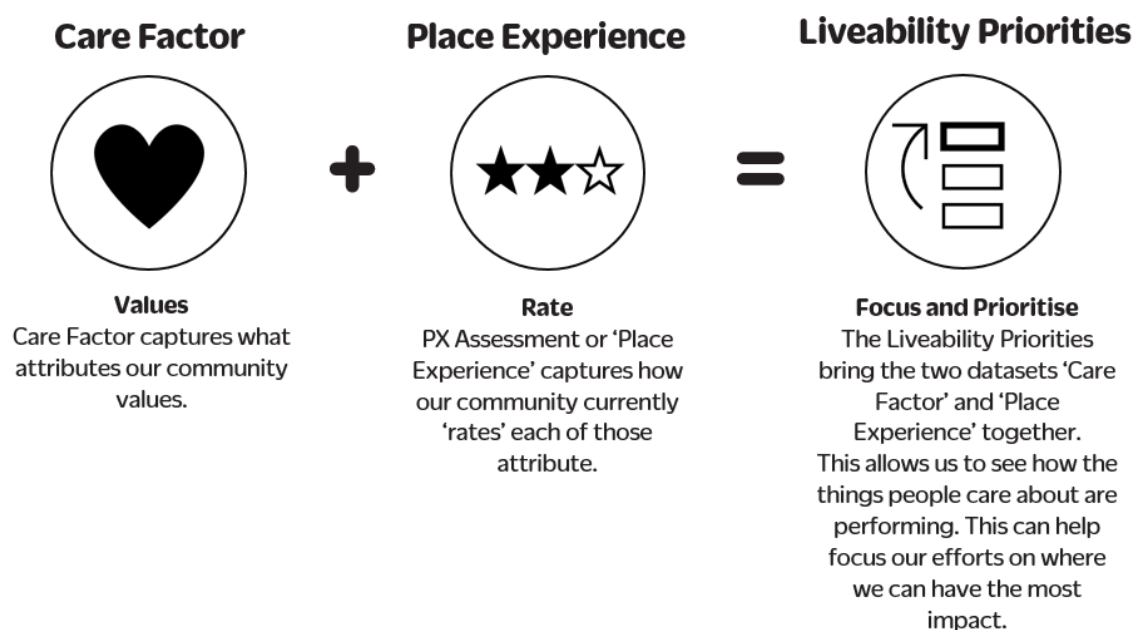 Care Factor
Place Experience
Liveability Priorities
+
=
Values
Care Factor captures what
attributes our community
values.
Rate
PX Assessment or ‘Place
Experience’ captures how
our community currently
‘rates’ each of those
attribute.
Focus and Prioritise
The Liveability Priorities
bring the two datasets ‘Care
Factor’ and ‘Place
Experience’ together.
This allows us to see how the
things people care about are
performing. This can help
focus our efforts on where
we can have the most
impact.